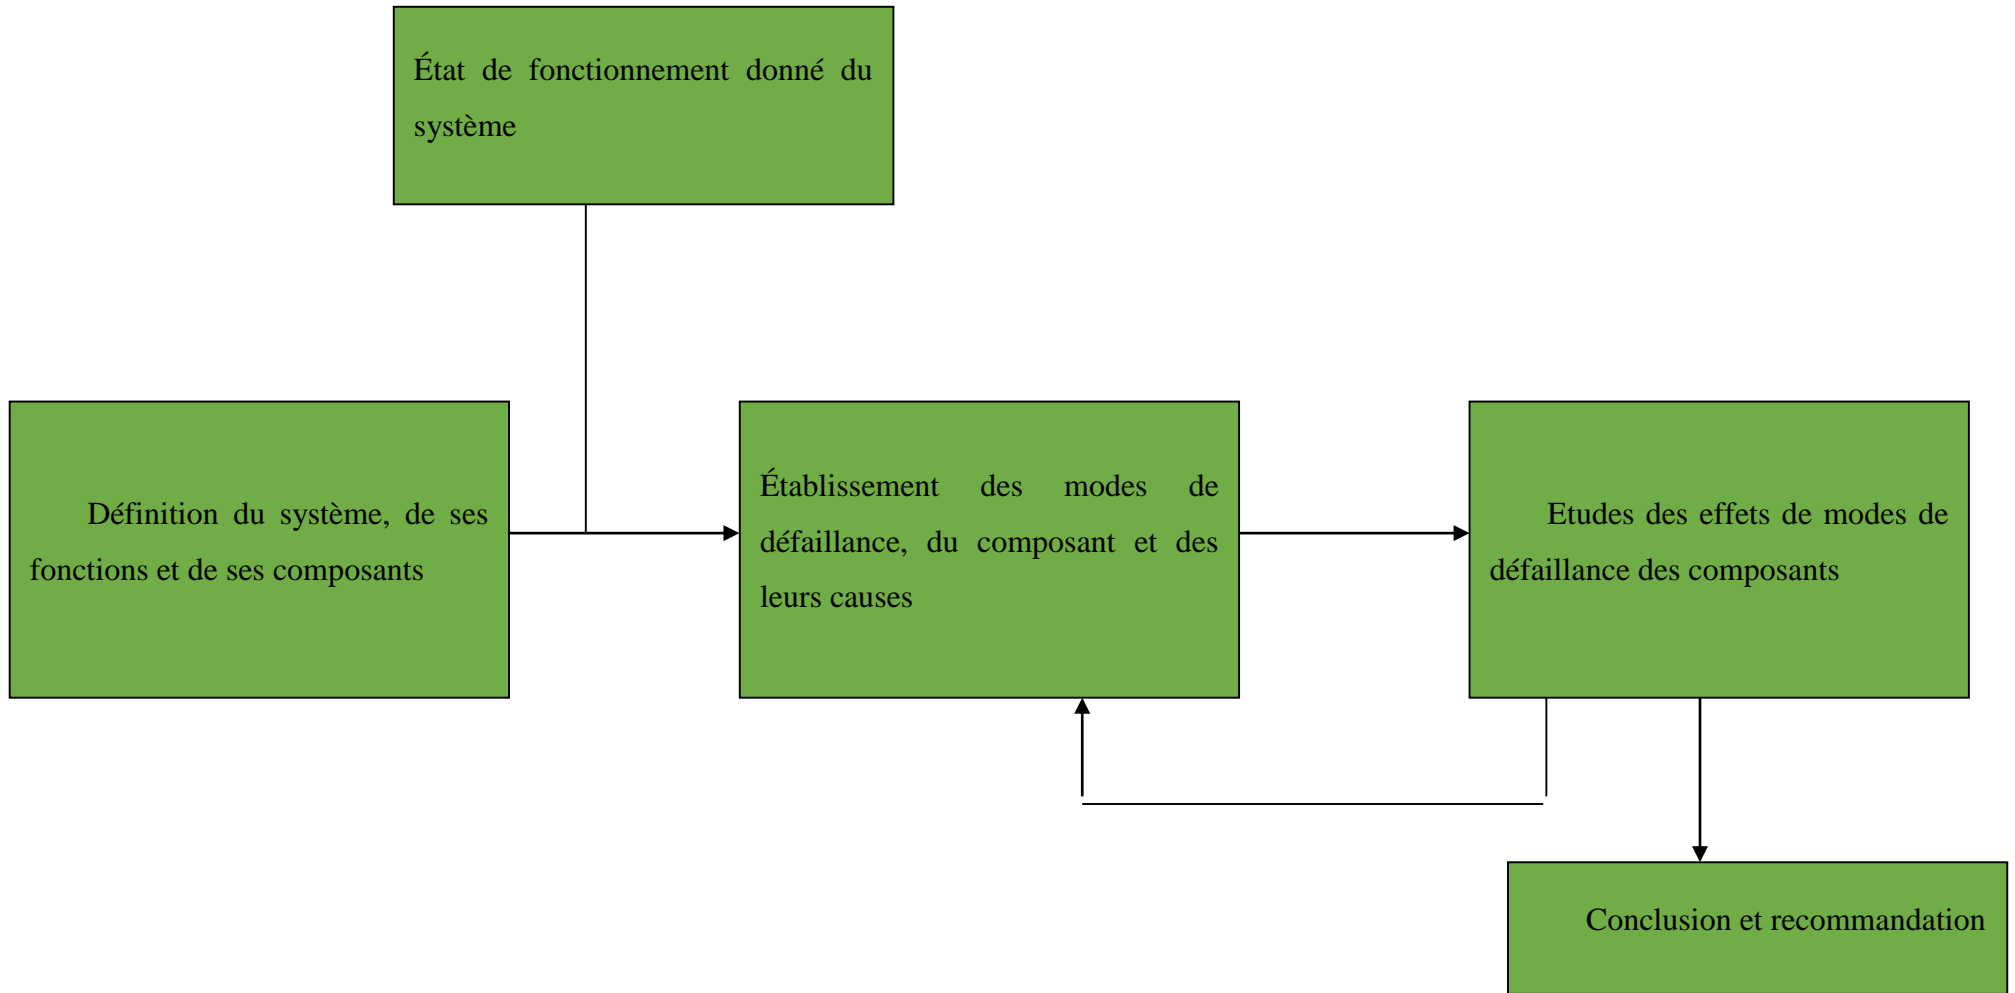 État de fonctionnement donné du
système
Définition du système, de ses
fonctions et de ses composants
Établissement des modes de
défaillance, du composant et des
leurs causes
Etudes des effets de modes de
défaillance des composants
Conclusion et recommandation